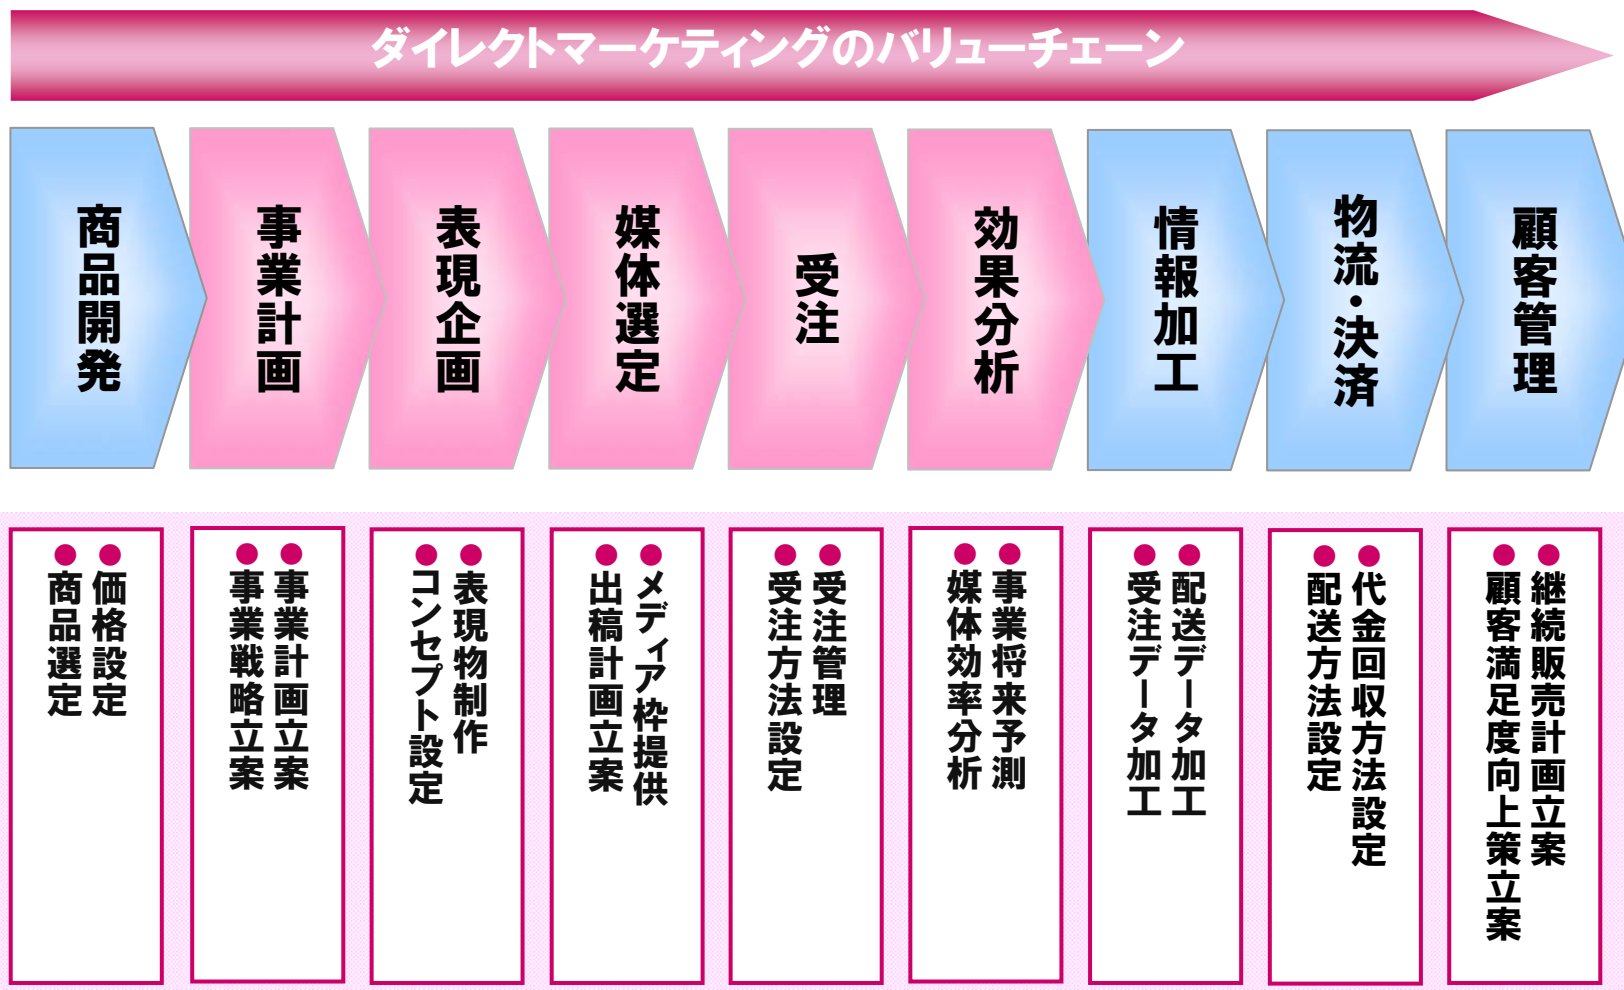 ダイレクトマーケティングのバリューチェーン
商品開発
事業計画
表現企画
媒体選定
受注
効果分析
情報加工
物流・決済
顧客管理
●価格設定
●商品選定
●事業計画立案
●事業戦略立案
●表現物制作
●コンセプト設定
●メディア枠提供
●出稿計画立案
●受注管理
●受注方法設定
●事業将来予測
●媒体効率分析
●配送データ加工
●受注データ加工
●代金回収方法設定
●配送方法設定
●継続販売計画立案
●顧客満足度向上策立案